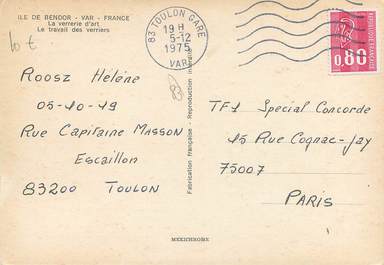 ILE DE BENDOR - VAR - FRANCE
La verrerie d'art
Le travail des verriers
10 €
83 TOULON GARE
19 H
5-12
1975
VAR
0,80
Roosz Hélène
05-10-19
Rue Capitaine Masson
Escaillon
83200 Toulon
Fabrication française - Reproduction interdite
TF1 Special Concorde
15 Rue Cognac-Jay
75007
Paris
MEXICHROME